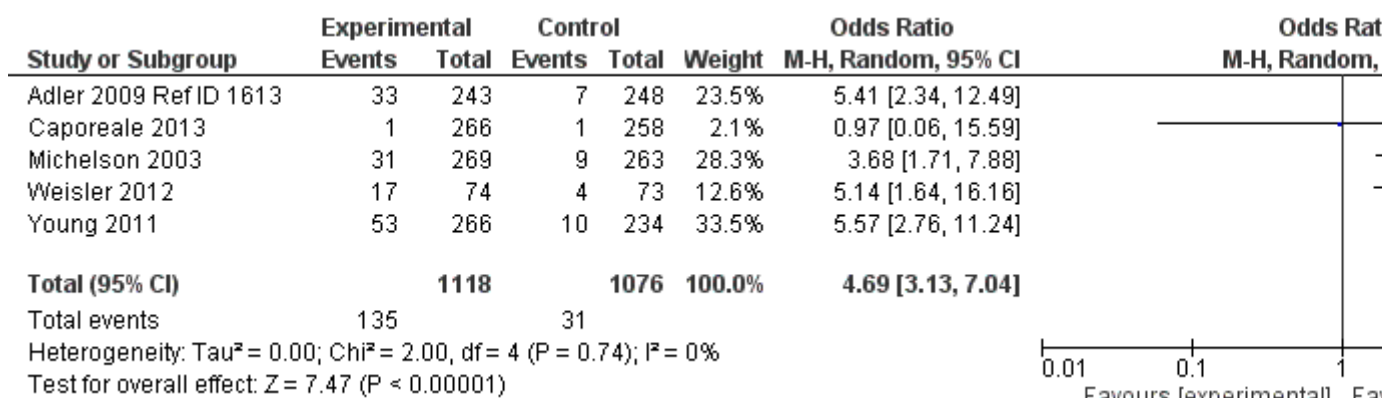 Experimental Control Odds Ratio Odds Rat
Study or Subgroup Events Total Events Total Weight M-H, Random, 95% CI M-H, Random,
Adler 2009 Ref ID 1613 33 243 7 248 23.5% 5.41 [2.34, 12.49]
Caporeale 2013 1 266 1 258 2.1% 0.97 [0.06, 15.59]
Michelson 2003 31 269 9 263 28.3% 3.68 [1.71, 7.88]
Weisler 2012 17 74 4 73 12.6% 5.14 [1.64, 16.16]
Young 2011 53 266 10 234 33.5% 5.57 [2.76, 11.24]
Total (95% CI) 1118 1076 100.0% 4.69 [3.13, 7.04]
Total events 135 31
Heterogeneity: Tau² = 0.00; Chi² = 2.00, df = 4 (P = 0.74); I² = 0%
Test for overall effect: Z = 7.47 (P < 0.00001)
0.01 0.1 1
Favours [experimental] Fav